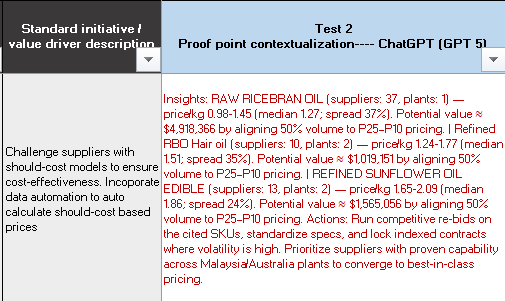 Standard initiative /
value driver description
Test 2
Proof point contextualization---- ChatGPT (GPT 5)
Challenge suppliers with
should-cost models to ensure
cost-effectiveness. Incoporate
data automation to auto
calculate should-cost based
prices
Insights: RAW RICEBRAN OIL (suppliers: 37, plants: 1) —
price/kg 0.98-1.45 (median 1.27; spread 37%). Potential value ≈
$4,918,366 by aligning 50% volume to P25–P10 pricing. | Refined
RBO Hair oil (suppliers: 10, plants: 2) — price/kg 1.24-1.77 (median
1.51; spread 35%). Potential value ≈ $1,019,151 by aligning 50%
volume to P25–P10 pricing. | REFINED SUNFLOWER OIL
EDIBLE (suppliers: 13, plants: 2) — price/kg 1.65-2.09 (median
1.86; spread 24%). Potential value ≈ $1,565,056 by aligning 50%
volume to P25–P10 pricing. Actions: Run competitive re-bids on
the cited SKUs, standardize specs, and lock indexed contracts
where volatility is high. Prioritize suppliers with proven capability
across Malaysia/Australia plants to converge to best-in-class
pricing.